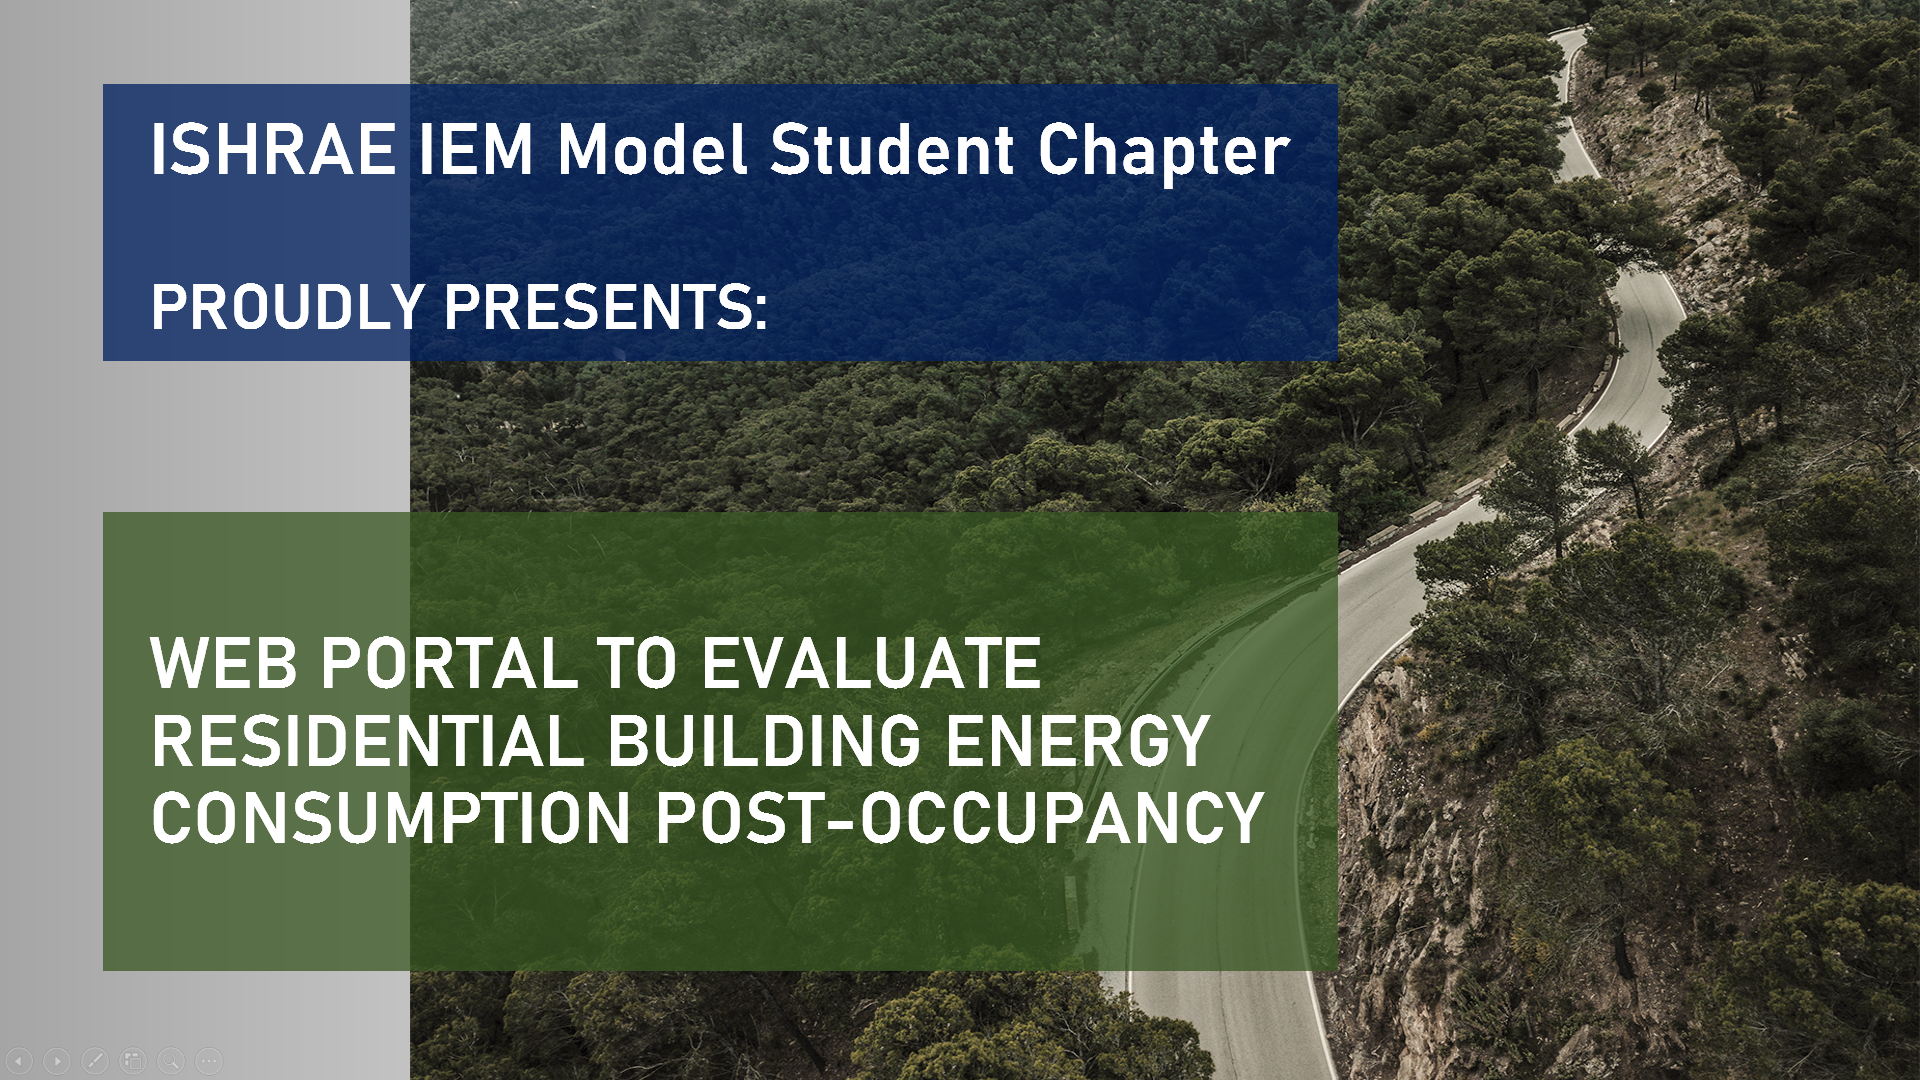 ISHRAE IEM Model Student Chapter
PROUDLY PRESENTS:
WEB PORTAL TO EVALUATE
RESIDENTIAL BUILDING ENERGY
CONSUMPTION POST-OCCUPANCY